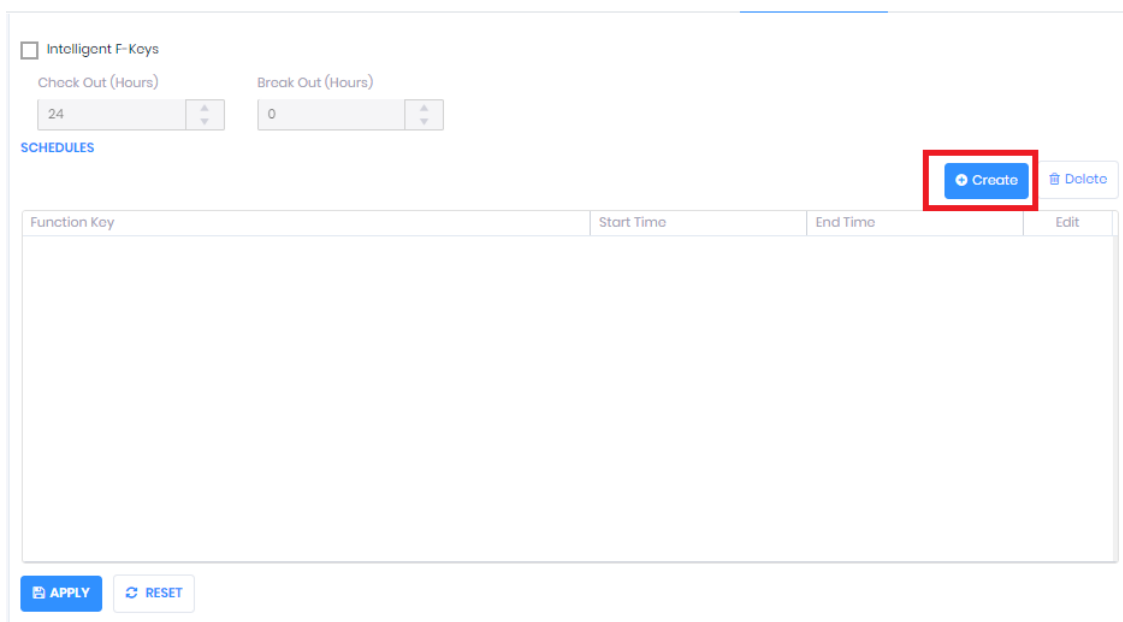 Intelligent F-Keys
Check Out (Hours) Break Out (Hours)
24 0
SCHEDULES
Create Delete
Function Key Start Time End Time Edit
APPLY RESET